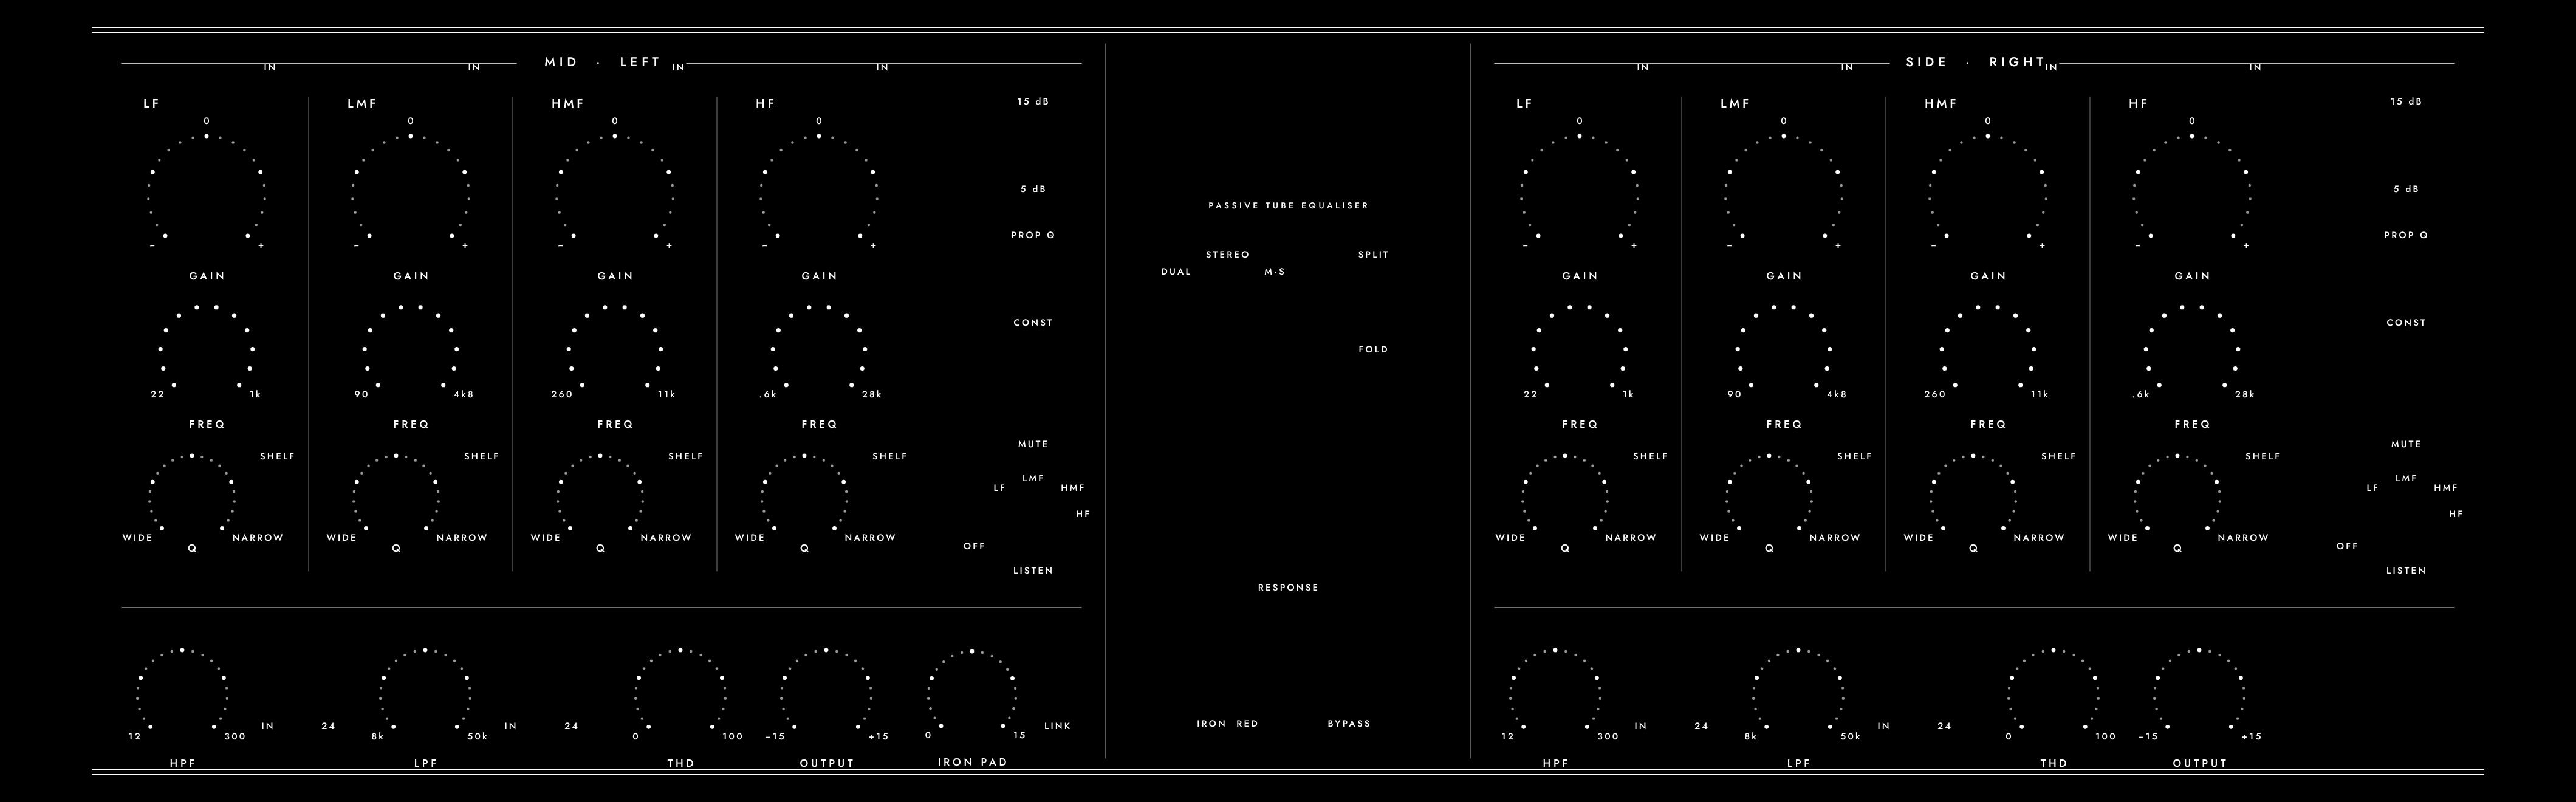 MID · LEFT
SIDE · RIGHT
IN IN IN IN
IN IN IN IN
LF LMF HMF HF 15 dB
LF LMF HMF HF 15 dB
0 0 0 0
0 0 0 0
5 dB
5 dB
PASSIVE TUBE EQUALISER
PROP Q
PROP Q
− + − + − + − +
− + − + − + − +
STEREO SPLIT
DUAL M-S
GAIN GAIN GAIN GAIN
GAIN GAIN GAIN GAIN
CONST
CONST
FOLD
22 1k 90 4k8 260 11k .6k 28k
22 1k 90 4k8 260 11k .6k 28k
FREQ FREQ FREQ FREQ
FREQ FREQ FREQ FREQ
MUTE
MUTE
SHELF SHELF SHELF SHELF
SHELF SHELF SHELF SHELF
LF LMF HMF
HF
LF LMF HMF
HF
WIDE NARROW WIDE NARROW WIDE NARROW WIDE NARROW
WIDE NARROW WIDE NARROW WIDE NARROW WIDE NARROW
Q Q Q Q OFF
Q Q Q Q OFF
LISTEN
LISTEN
RESPONSE
12 300 IN 24 8k 50k IN 24 0 100 −15 +15 0 15 LINK
IRON RED BYPASS
12 300 IN 24 8k 50k IN 24 0 100 −15 +15
HPF LPF THD OUTPUT IRON PAD
HPF LPF THD OUTPUT